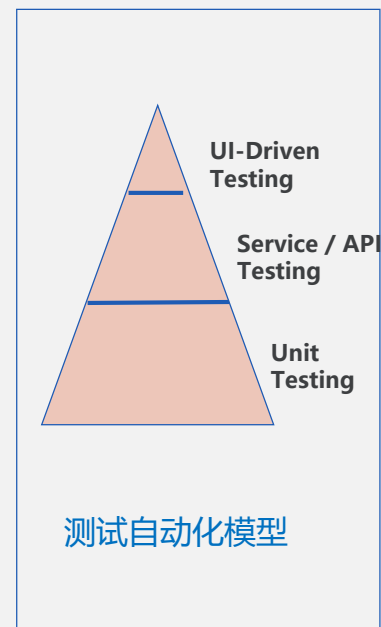 UI-Driven
Testing
Service / API
Testing
Unit
Testing
测试自动化模型